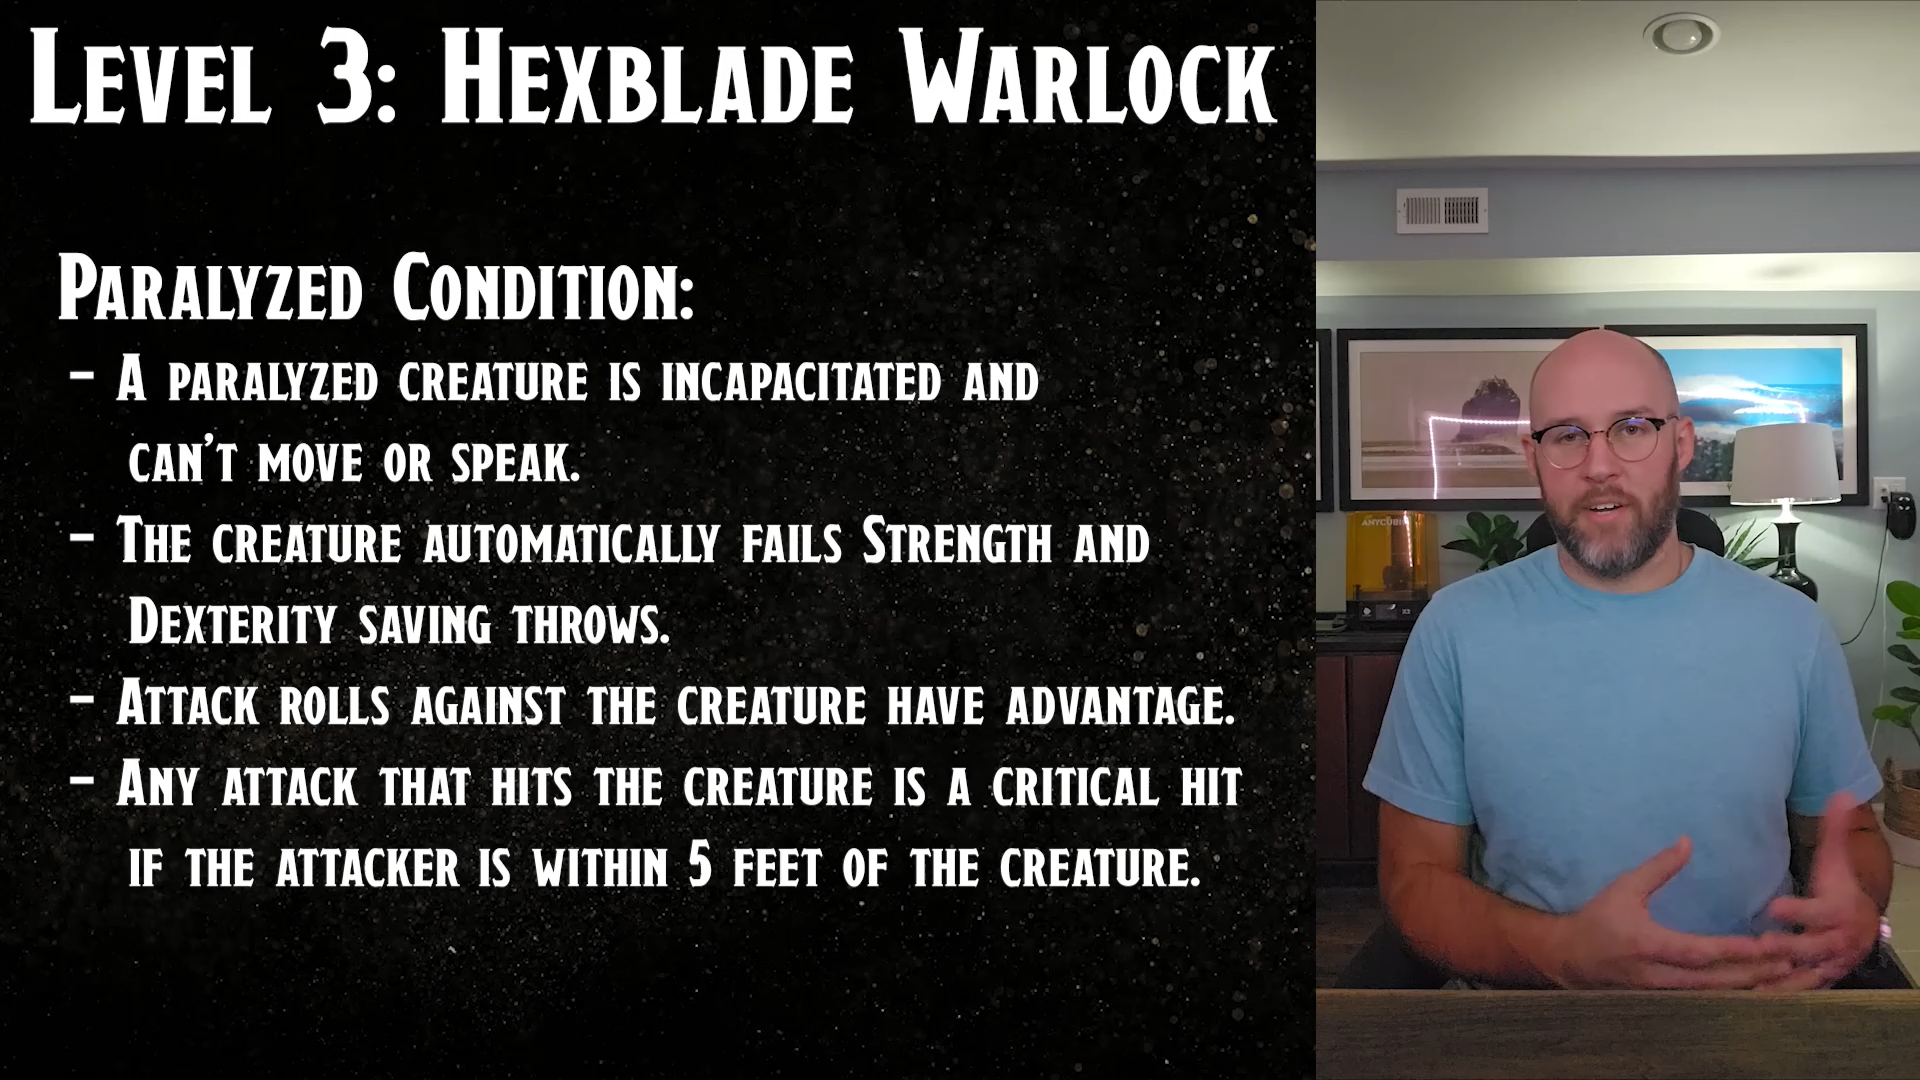 Level 3: Hexblade Warlock
Paralyzed Condition:
- A paralyzed creature is incapacitated and
can't move or speak.
- The creature automatically fails Strength and
Dexterity saving throws.
- Attack rolls against the creature have advantage.
- Any attack that hits the creature is a critical hit
if the attacker is within 5 feet of the creature.
ANYCUBIC